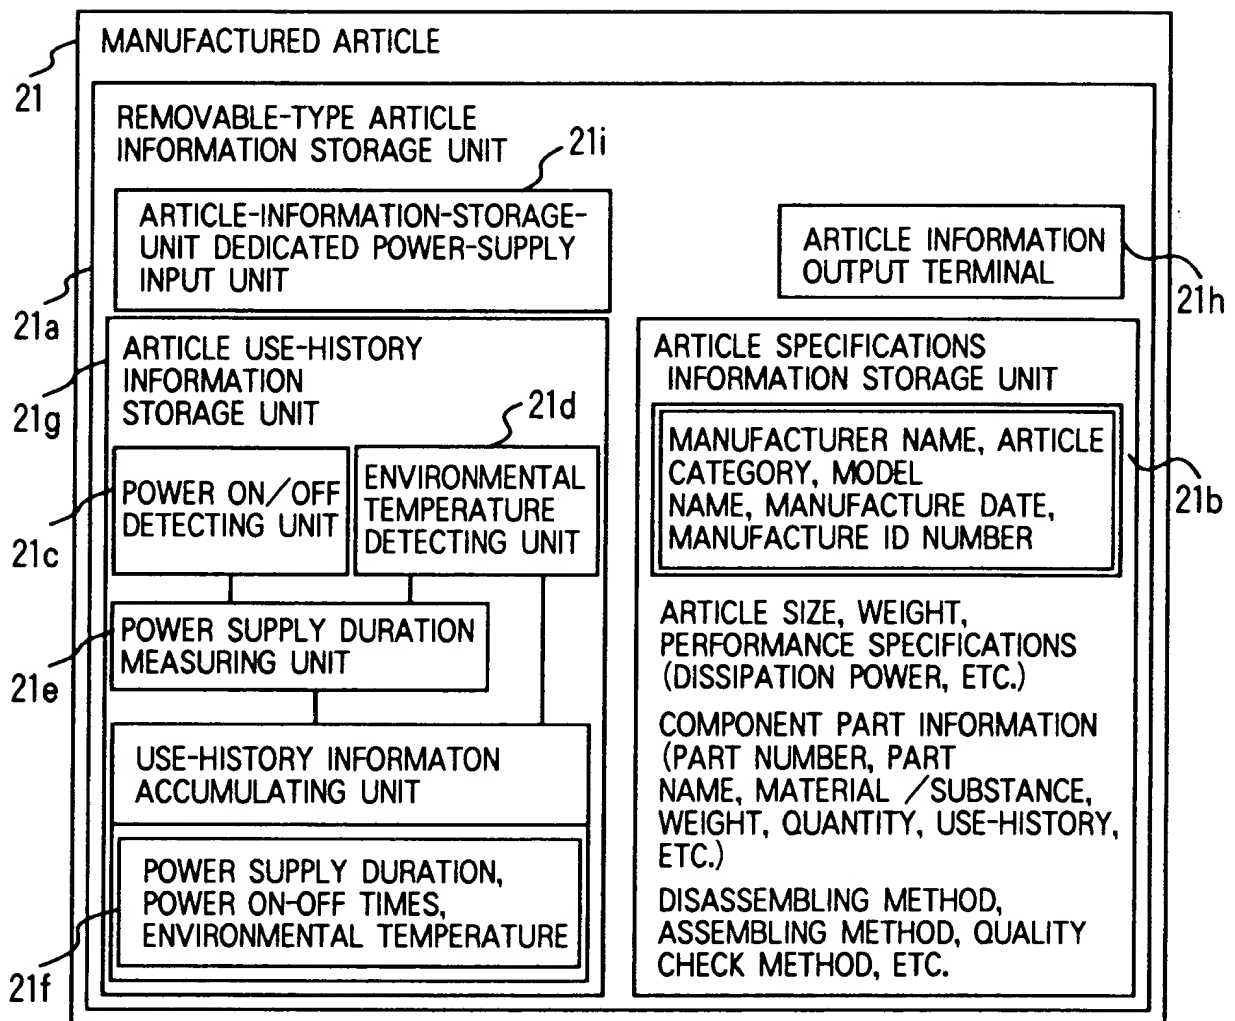 MANUFACTURED ARTICLE
21
REMOVABLE-TYPE ARTICLE
INFORMATION STORAGE UNIT
21i
ARTICLE-INFORMATION-STORAGE-
UNIT DEDICATED POWER-SUPPLY
INPUT UNIT
21a
ARTICLE INFORMATION
OUTPUT TERMINAL
21h
ARTICLE USE-HISTORY
INFORMATION
STORAGE UNIT
21g
21d
POWER ON/OFF
DETECTING UNIT
21c
ENVIRONMENTAL
TEMPERATURE
DETECTING UNIT
POWER SUPPLY DURATION
MEASURING UNIT
21e
USE-HISTORY INFORMATON
ACCUMULATING UNIT
POWER SUPPLY DURATION,
POWER ON-OFF TIMES,
ENVIRONMENTAL TEMPERATURE
21f
ARTICLE SPECIFICATIONS
INFORMATION STORAGE UNIT
MANUFACTURER NAME, ARTICLE
CATEGORY, MODEL
NAME, MANUFACTURE DATE,
MANUFACTURE ID NUMBER
21b
ARTICLE SIZE, WEIGHT,
PERFORMANCE SPECIFICATIONS
(DISSIPATION POWER, ETC.)
COMPONENT PART INFORMATION
(PART NUMBER, PART
NAME, MATERIAL /SUBSTANCE,
WEIGHT, QUANTITY, USE-HISTORY,
ETC.)
DISASSEMBLING METHOD,
ASSEMBLING METHOD, QUALITY
CHECK METHOD, ETC.